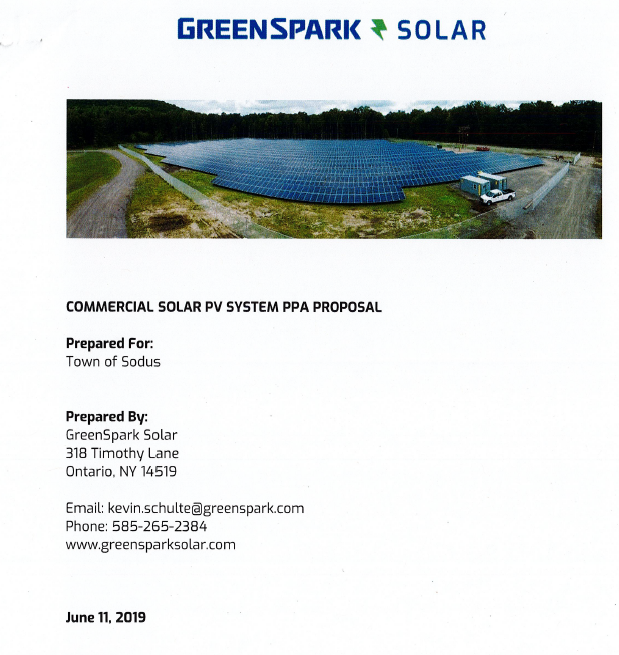 GREENSPARK SOLAR
COMMERCIAL SOLAR PV SYSTEM PPA PROPOSAL
Prepared For:
Town of Sodus
Prepared By:
GreenSpark Solar
318 Timothy Lane
Ontario, NY 14519
Email: kevin.schulte@greenspark.com
Phone: 585-265-2384
www.greensparksolar.com
June 11, 2019